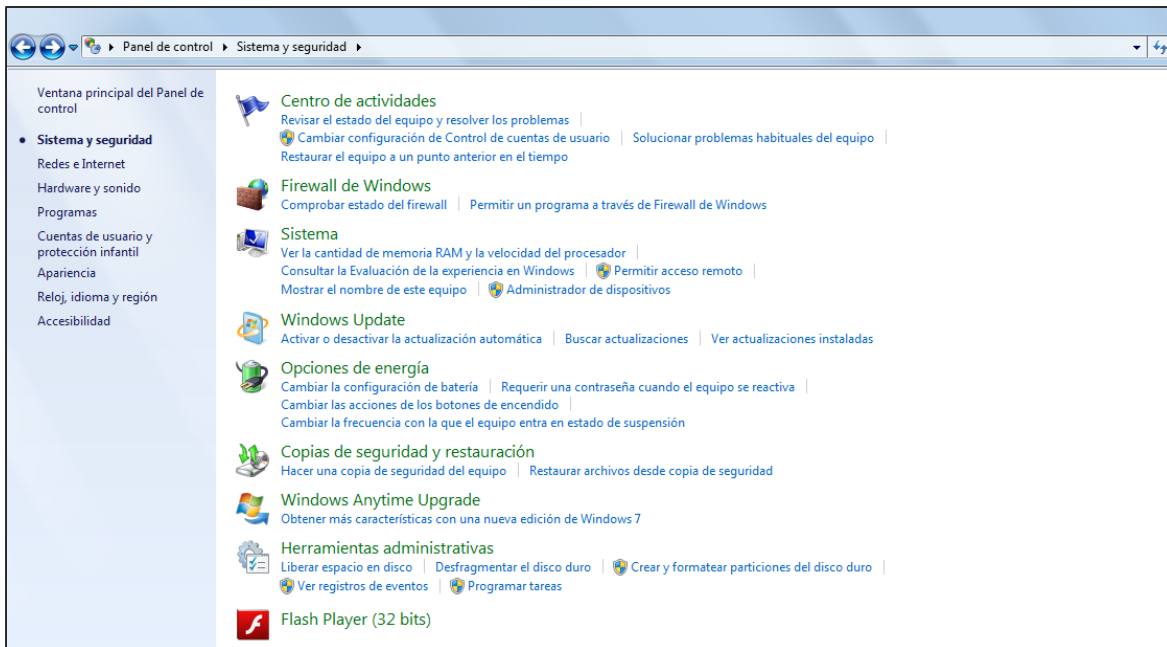 Panel de control Sistema y seguridad
Ventana principal del Panel de
control
Sistema y seguridad
Redes e Internet
Hardware y sonido
Programas
Cuentas de usuario y
protección infantil
Apariencia
Reloj, idioma y región
Accesibilidad
Centro de actividades
Revisar el estado del equipo y resolver los problemas
Cambiar configuración de Control de cuentas de usuario Solucionar problemas habituales del equipo
Restaurar el equipo a un punto anterior en el tiempo
Firewall de Windows
Comprobar estado del firewall Permitir un programa a través de Firewall de Windows
Sistema
Ver la cantidad de memoria RAM y la velocidad del procesador
Consultar la Evaluación de la experiencia en Windows Permitir acceso remoto
Mostrar el nombre de este equipo Administrador de dispositivos
Windows Update
Activar o desactivar la actualización automática Buscar actualizaciones Ver actualizaciones instaladas
Opciones de energía
Cambiar la configuración de batería Requerir una contraseña cuando el equipo se reactiva
Cambiar las acciones de los botones de encendido
Cambiar la frecuencia con la que el equipo entra en estado de suspensión
Copias de seguridad y restauración
Hacer una copia de seguridad del equipo Restaurar archivos desde copia de seguridad
Windows Anytime Upgrade
Obtener más características con una nueva edición de Windows 7
Herramientas administrativas
Liberar espacio en disco Desfragmentar el disco duro Crear y formatear particiones del disco duro
Ver registros de eventos Programar tareas
Flash Player (32 bits)